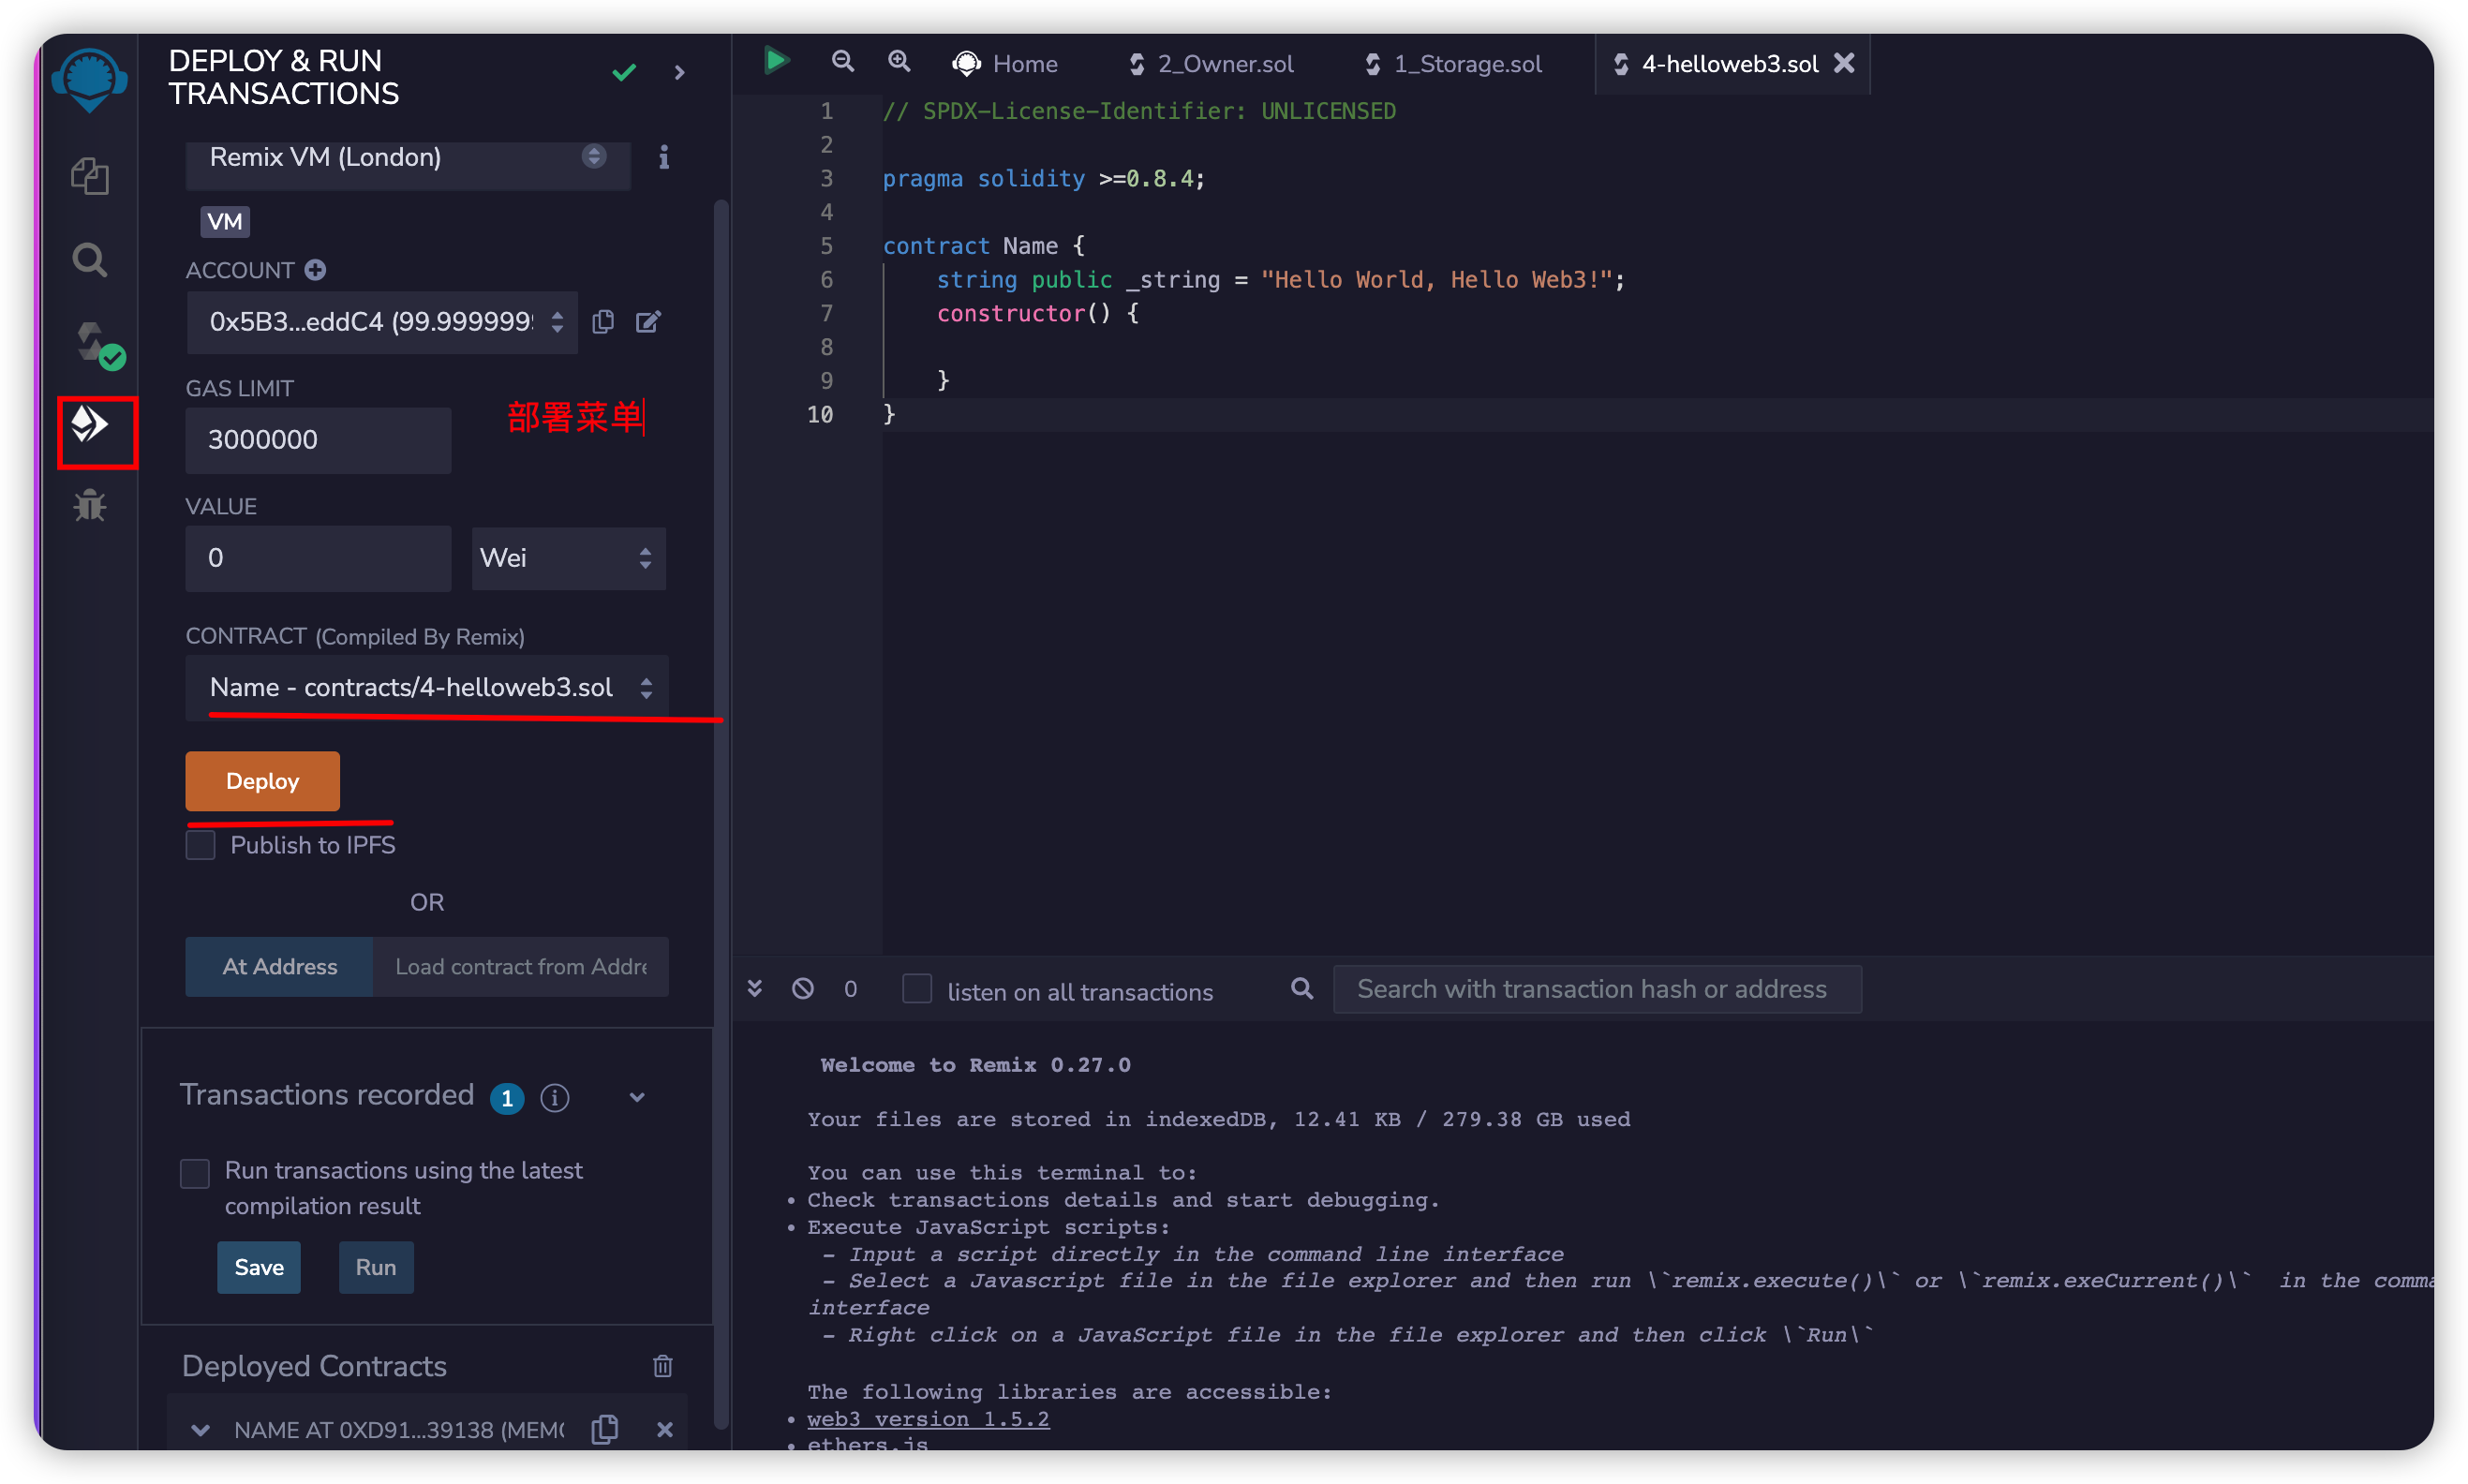 DEPLOY & RUN
TRANSACTIONS
Remix VM (London)
VM
ACCOUNT
0x5B3...eddC4 (99.9999999
GAS LIMIT
部署菜单
3000000
VALUE
0
Wei
CONTRACT (Compiled By Remix)
Name - contracts/4-helloweb3.sol
Deploy
Publish to IPFS
OR
At Address
Load contract from Addre
Transactions recorded 1
Run transactions using the latest
compilation result
Save
Run
Deployed Contracts
NAME AT 0XD91...39138 (MEMO
Home
2_Owner.sol
1_Storage.sol
4-helloweb3.sol
1 // SPDX-License-Identifier: UNLICENSED
2
3 pragma solidity >=0.8.4;
4
5 contract Name {
6 string public _string = "Hello World, Hello Web3!";
7 constructor() {
8
9 }
10 }
0
listen on all transactions
Search with transaction hash or address
Welcome to Remix 0.27.0
Your files are stored in indexedDB, 12.41 KB / 279.38 GB used
You can use this terminal to:
• Check transactions details and start debugging.
• Execute JavaScript scripts:
- Input a script directly in the command line interface
- Select a Javascript file in the file explorer and then run \`remix.execute()\` or \`remix.exeCurrent()\` in the comma
interface
- Right click on a JavaScript file in the file explorer and then click \`Run\`
The following libraries are accessible:
• web3 version 1.5.2
• ethers.js